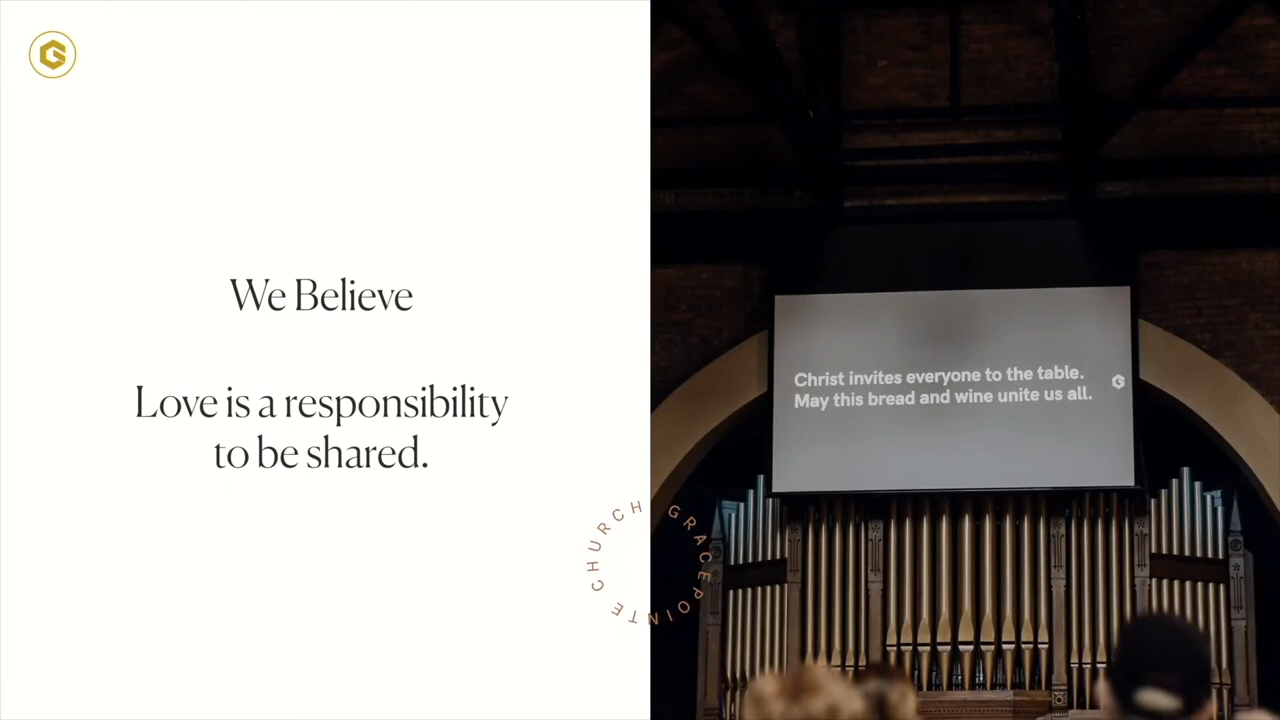 We Believe
Love is a responsibility
to be shared.
Christ invites everyone to the table.
May this bread and wine unite us all.
GRACEPOINTE CHURCH
G
G